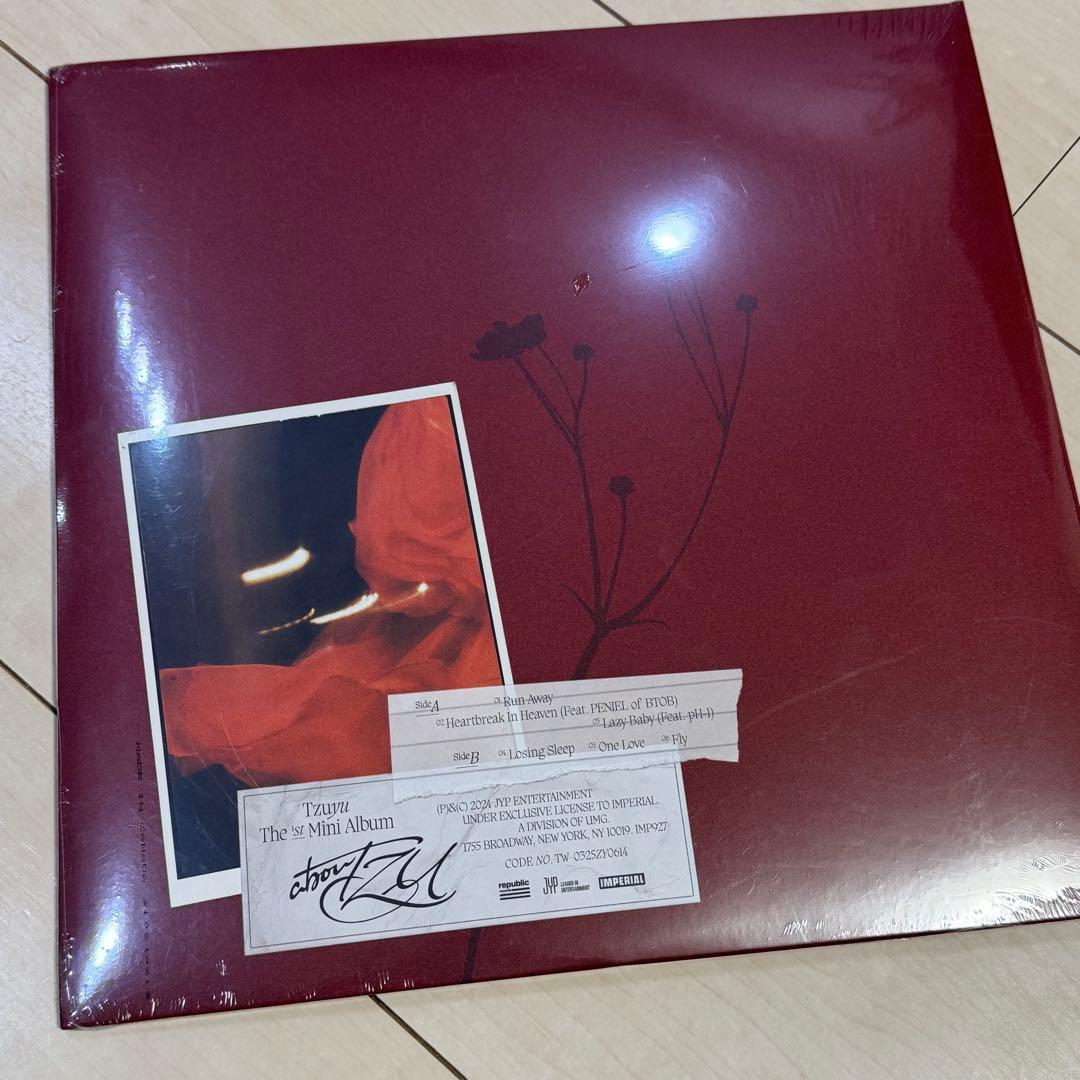 Side A 01 Run Away
02 Heartbreak In Heaven (Feat. PENIEL of BTOB)
03 Lazy Baby (Feat. pH-1)
Side B 04 Losing Sleep 05 One Love 06 Fly
Tzuyu
The 1st Mini Album
abouTZU
(P)&(C) 2024 JYP ENTERTAINMENT
UNDER EXCLUSIVE LICENSE TO IMPERIAL.
A DIVISION OF UMG.
1755 BROADWAY, NEW YORK, NY 10019. IMP927
CODE NO. TW-0325ZY0614
republic
JYP LEADER IN ENTERTAINMENT
IMPERIAL